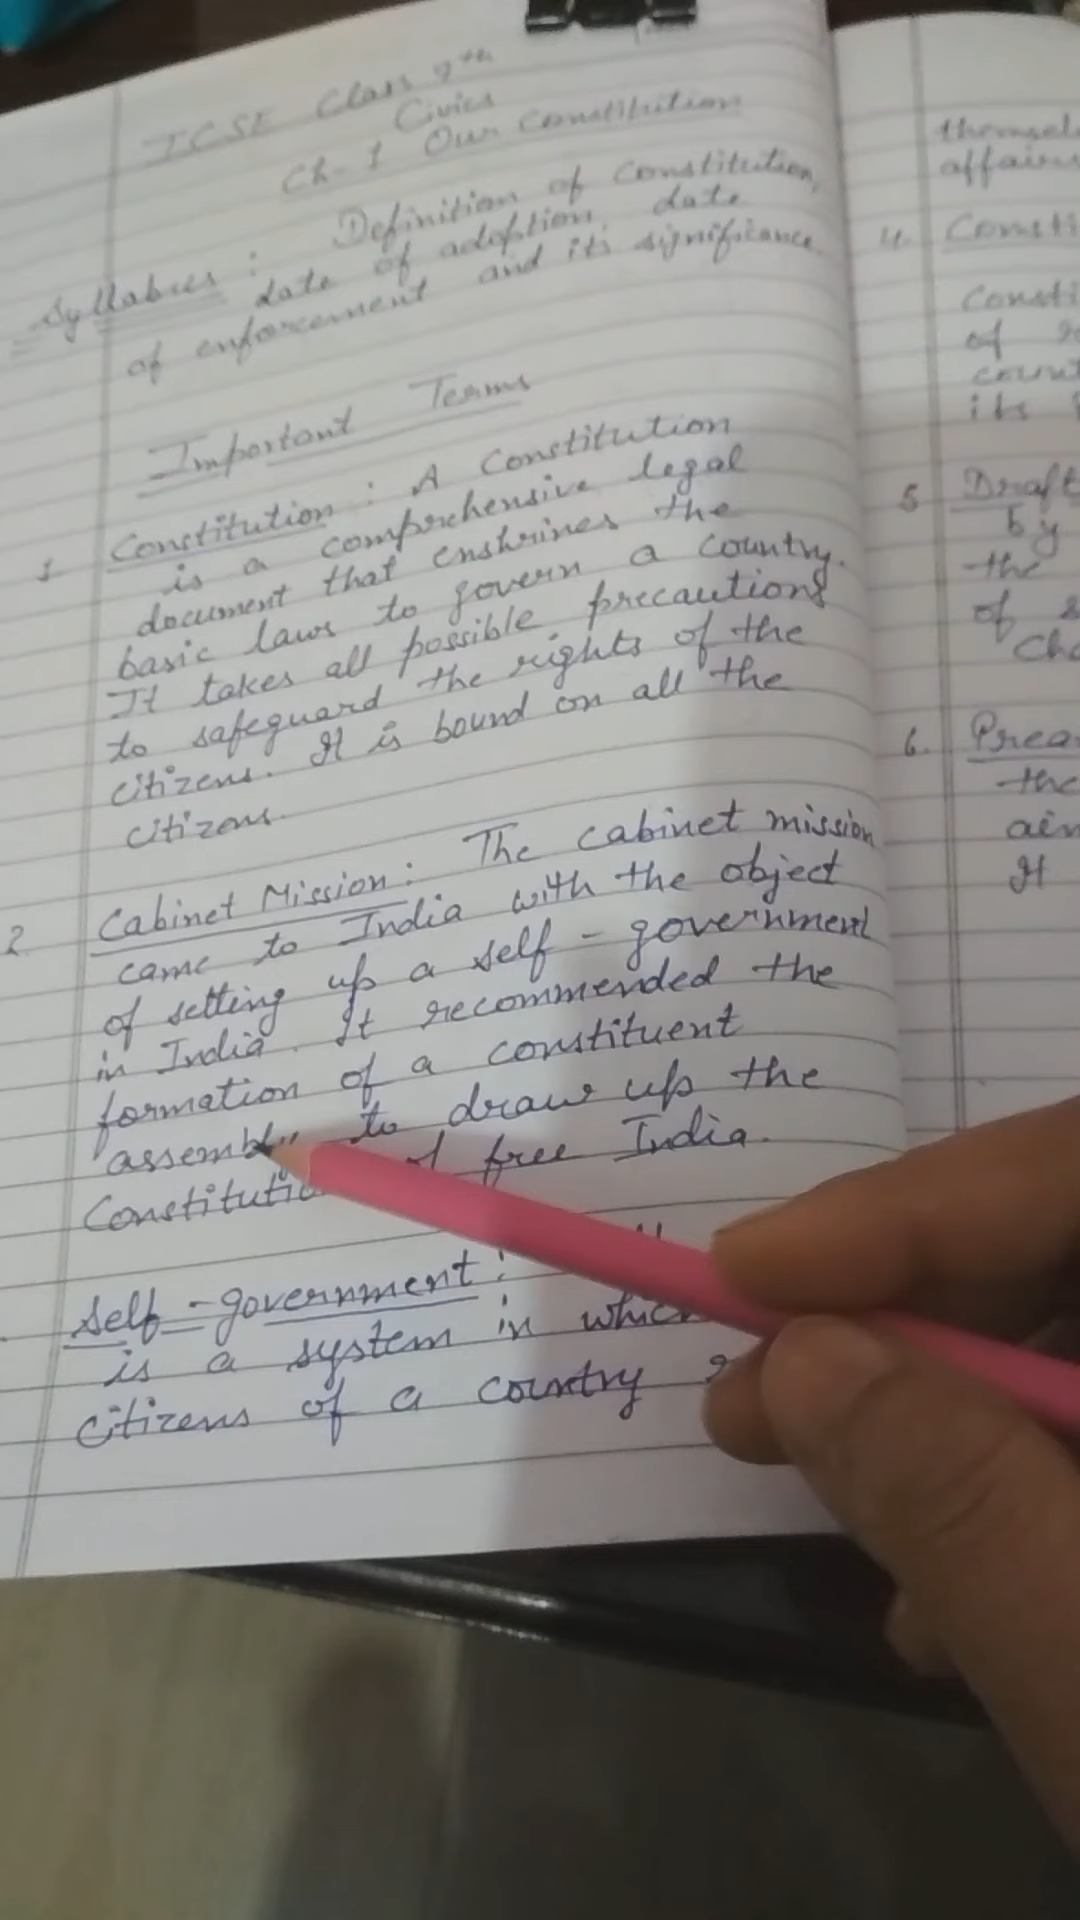 ICSE Class 9th
Civics
Ch-1 Our Constitution
Syllabus : Definition of Constitution,
date of adoption, date
of enforcement and its significance.
Important Terms
1. Constitution : A Constitution
is a comprehensive legal
document that enshrines the
basic laws to govern a country.
It takes all possible precautions
to safeguard the rights of the
citizens. It is bound on all the
citizens.
2. Cabinet Mission : The Cabinet mission
came to India with the object
of setting up a self-government
in India. It recommended the
formation of a constituent
assembly to draw up the
Constitution of free India.
Self-government :
is a system in which
citizens of a country
affairs
4.
of
its
5 Draft
by
the
of
6.
the
It